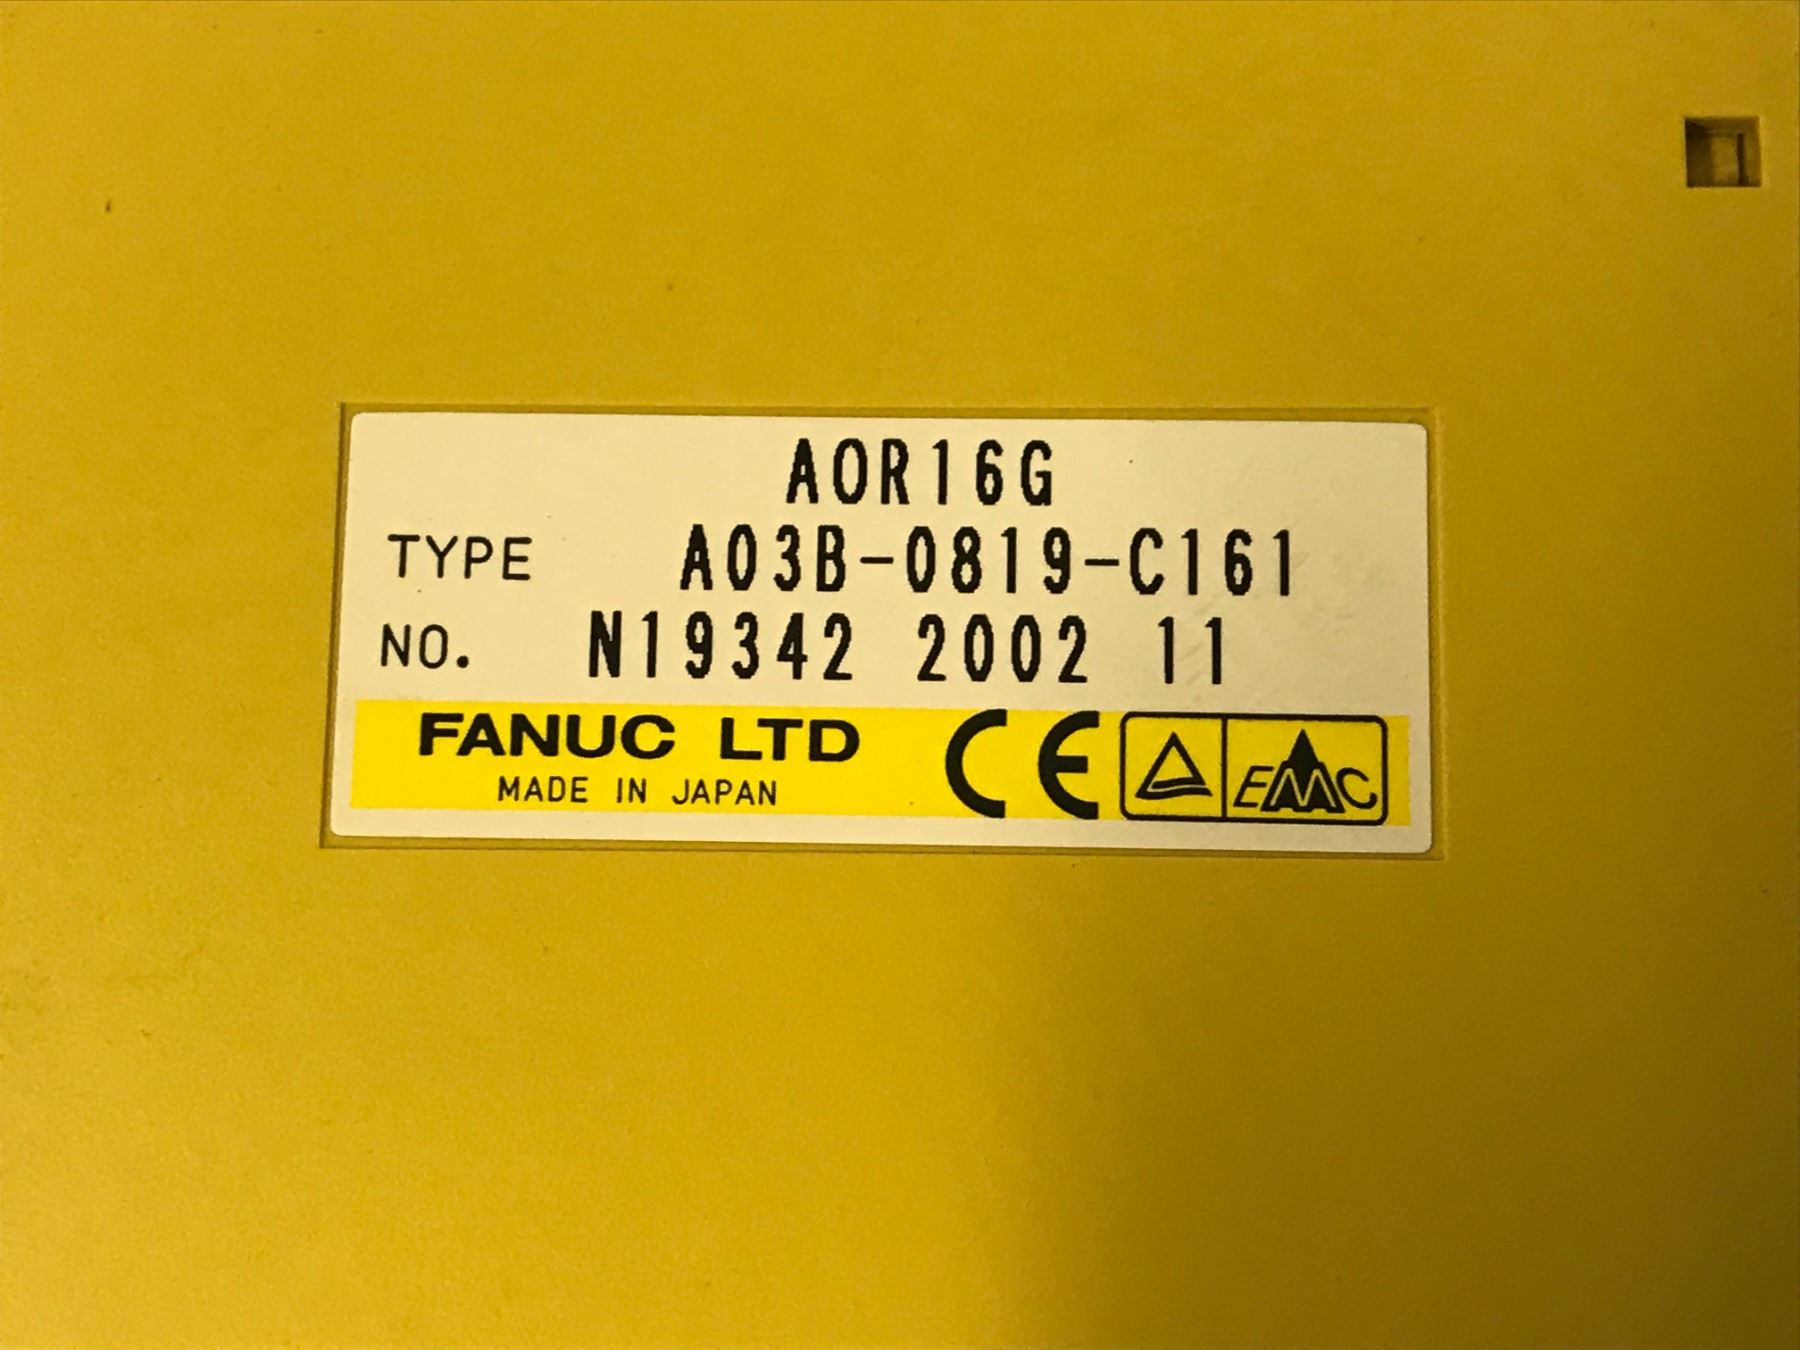 AOR16G
TYPE A03B-0819-C161
NO. N19342 2002 11
FANUC LTD CE EMC
MADE IN JAPAN